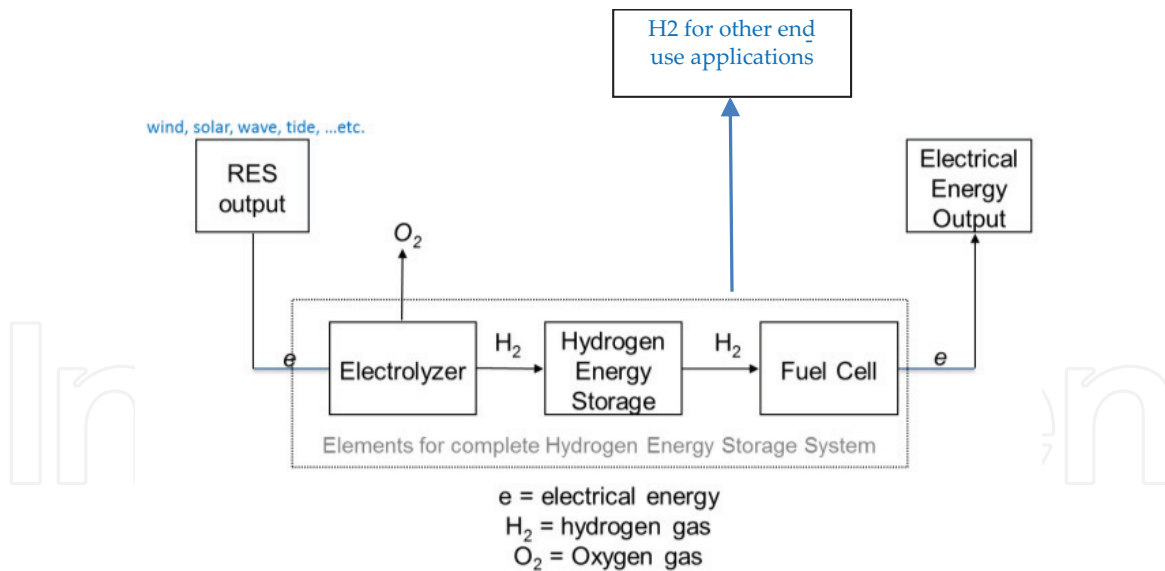 H2 for other end
use applications
wind, solar, wave, tide, ...etc.
RES
output
Electrical
Energy
Output
O₂
e
Electrolyzer
H₂
Hydrogen
Energy
Storage
H₂
Fuel Cell
e
Elements for complete Hydrogen Energy Storage System
e = electrical energy
H₂ = hydrogen gas
O₂ = Oxygen gas